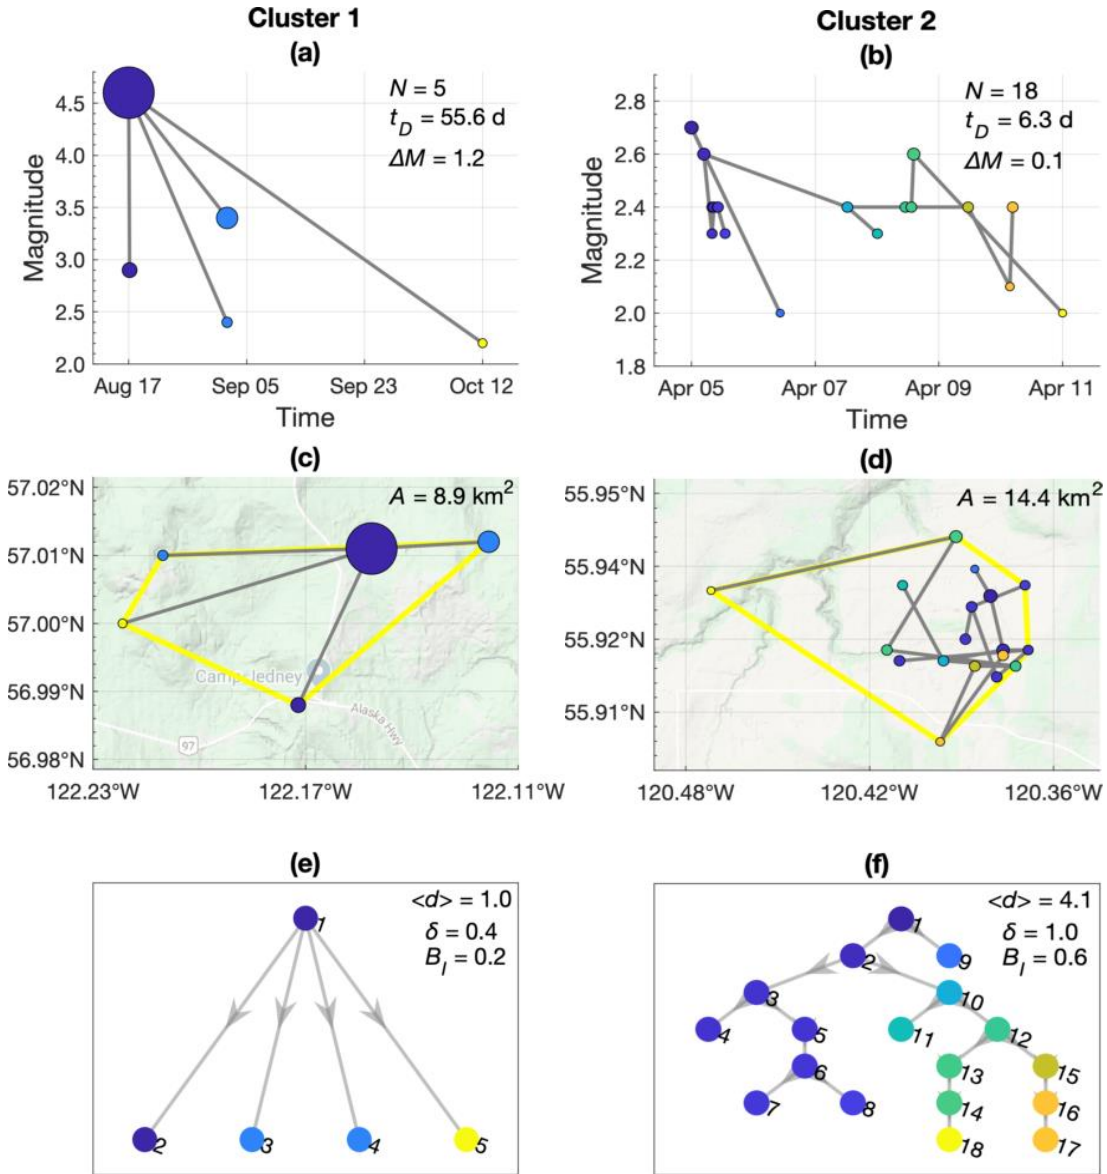 Cluster 1
Cluster 2
(a)
(b)
N = 5
t_D = 55.6 d
ΔM = 1.2
4.5
4.0
3.5
3.0
2.5
2.0
Magnitude
Aug 17
Sep 05
Sep 23
Oct 12
Time
N = 18
t_D = 6.3 d
ΔM = 0.1
2.8
2.6
2.4
2.2
2.0
1.8
Magnitude
Apr 05
Apr 07
Apr 09
Apr 11
Time
(c)
(d)
A = 8.9 km²
57.02°N
57.01°N
57.00°N
56.99°N
56.98°N
Camp Jedney
Alaska Hwy
97
122.23°W
122.17°W
122.11°W
A = 14.4 km²
55.95°N
55.94°N
55.92°N
55.91°N
120.48°W
120.42°W
120.36°W
(e)
(f)
<d> = 1.0
δ = 0.4
B_I = 0.2
1
2
3
4
5
<d> = 4.1
δ = 1.0
B_I = 0.6
1
2
9
3
10
4
5
11
12
6
13
15
7
8
14
16
18
17